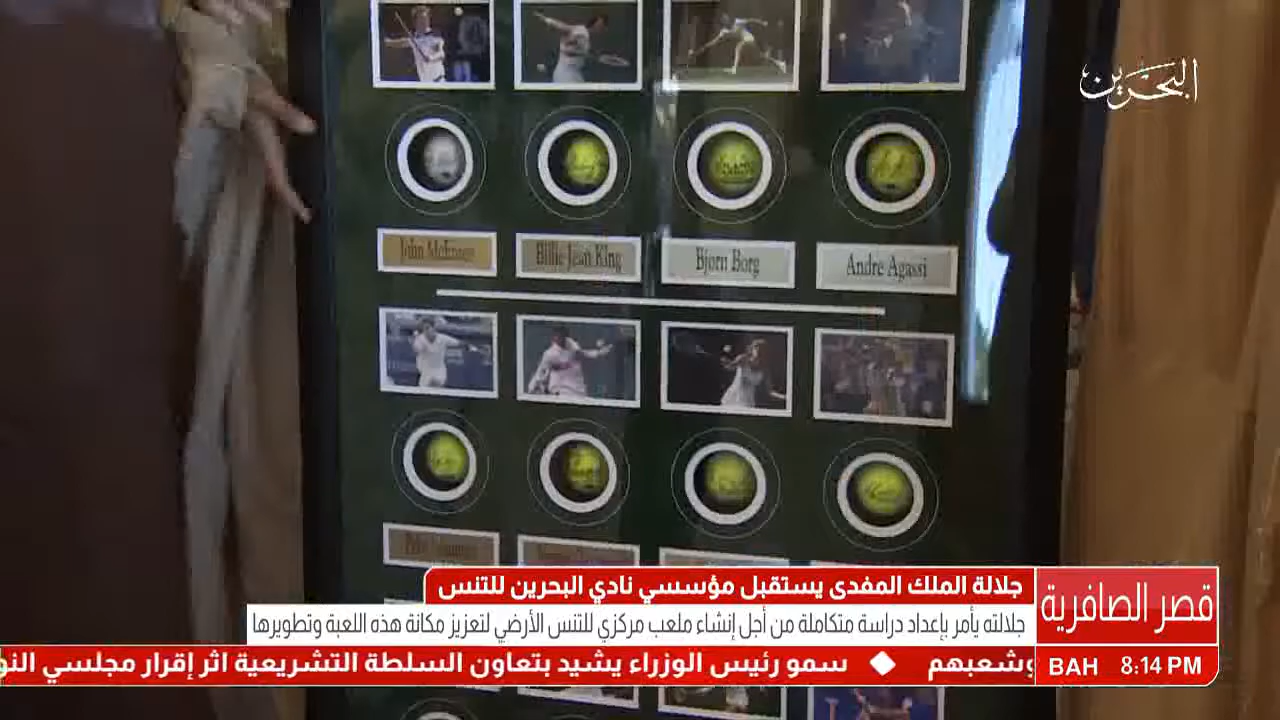 البحرين
John McEnroe
Billie Jean King
Bjorn Borg
Andre Agassi
جلالة الملك المفدى يستقبل مؤسسي نادي البحرين للتنس
قصر الصافرية
جلالته يأمر بإعداد دراسة متكاملة من أجل إنشاء ملعب مركزي للتنس الأرضي لتعزيز مكانة هذه اللعبة وتطويرها
وشعبهم ◆ سمو رئيس الوزراء يشيد بتعاون السلطة التشريعية اثر إقرار مجلسي
BAH 8:14 PM